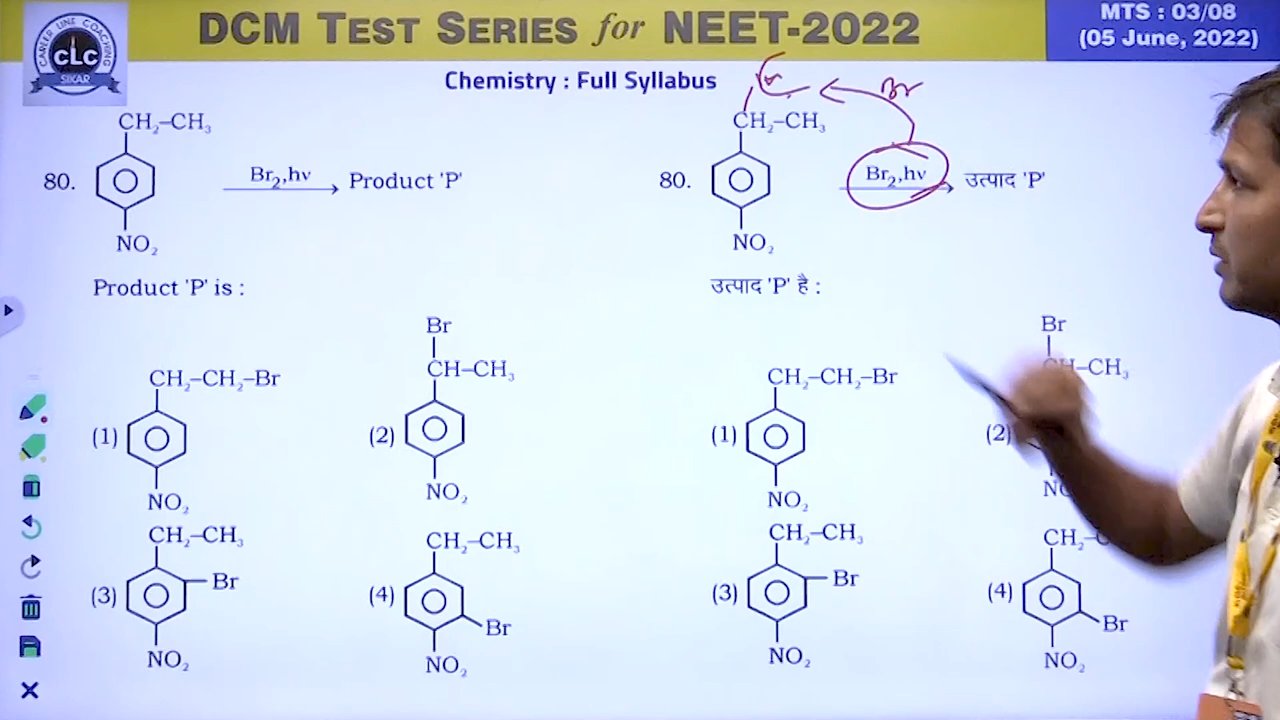 CAREER LINE COACHING
CLC
SIKAR
DCM TEST SERIES for NEET-2022
MTS : 03/08
(05 June, 2022)
Chemistry : Full Syllabus
CH₂–CH₃
80.
Br₂,hν
Product 'P'
NO₂
Product 'P' is :
CH₂–CH₂–Br
(1)
NO₂
Br
CH–CH₃
(2)
NO₂
CH₂–CH₃
Br
(3)
NO₂
CH₂–CH₃
(4)
Br
NO₂
Br
CH₂–CH₃
80.
Br₂,hν
उत्पाद 'P'
NO₂
उत्पाद 'P' है :
CH₂–CH₂–Br
(1)
NO₂
Br
CH–CH₃
(2)
CH₂–CH₃
Br
(3)
NO₂
(4)
Br
NO₂